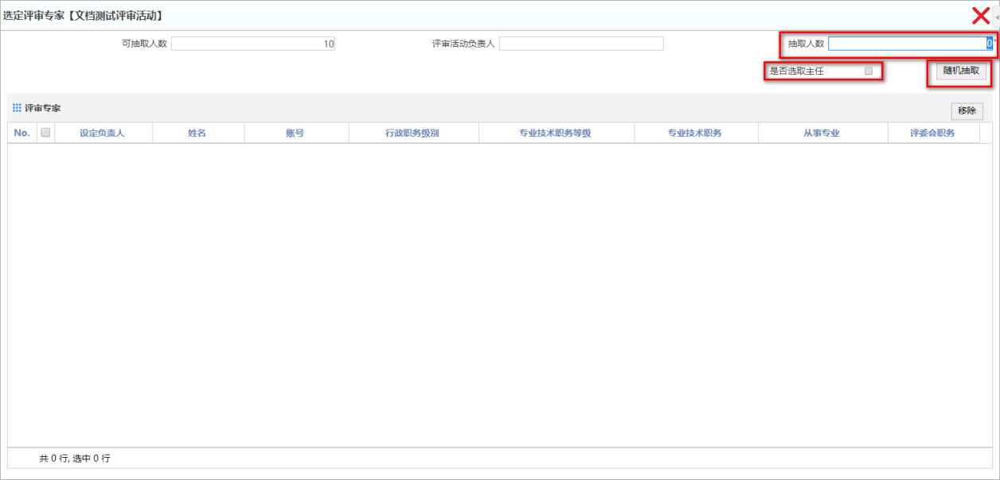 选定评审专家【文档测试评审活动】
可抽取人数 10 评审活动负责人 抽取人数 0 *
是否选取主任 随机抽取
评审专家 移除
No. 设定负责人 姓名 账号 行政职务级别 专业技术职务等级 专业技术职务 从事专业 评委会职务
共 0 行, 选中 0 行